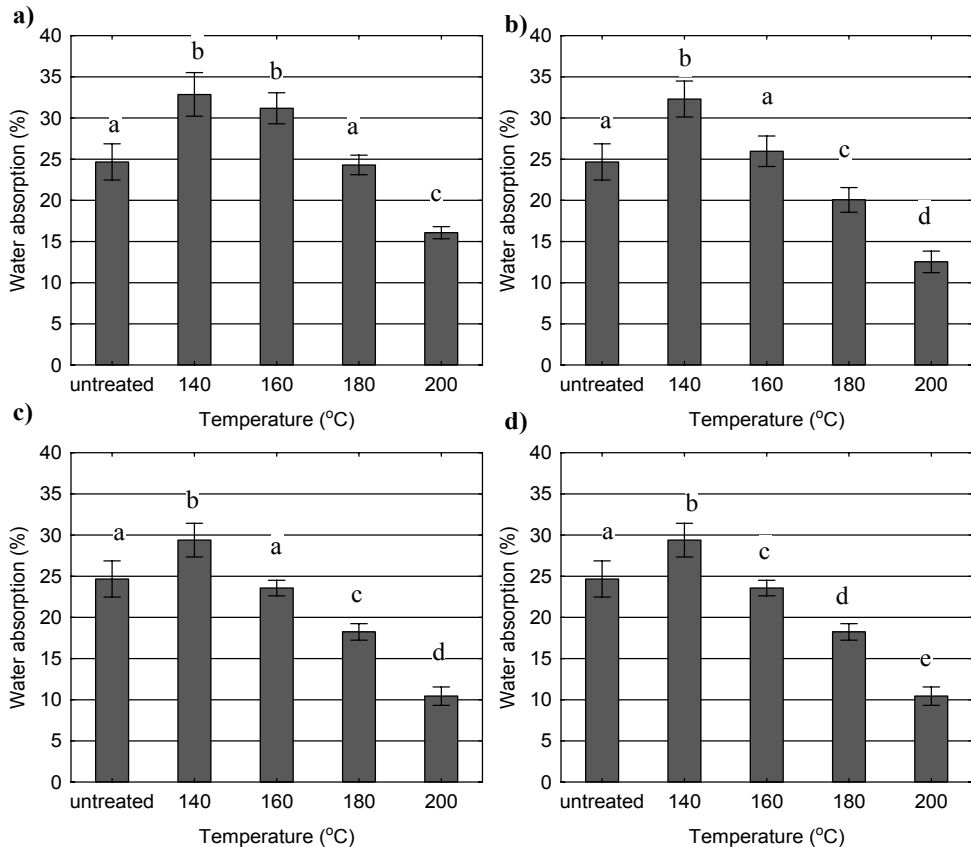 a)
40
35
30
25
20
15
10
5
0
Water absorption (%)
a
b
b
a
c
untreated 140 160 180 200
Temperature (°C)
b)
40
35
30
25
20
15
10
5
0
Water absorption (%)
a
b
a
c
d
untreated 140 160 180 200
Temperature (°C)
c)
40
35
30
25
20
15
10
5
0
Water absorption (%)
a
b
a
c
d
untreated 140 160 180 200
Temperature (°C)
d)
40
35
30
25
20
15
10
5
0
Water absorption (%)
a
b
c
d
e
untreated 140 160 180 200
Temperature (°C)